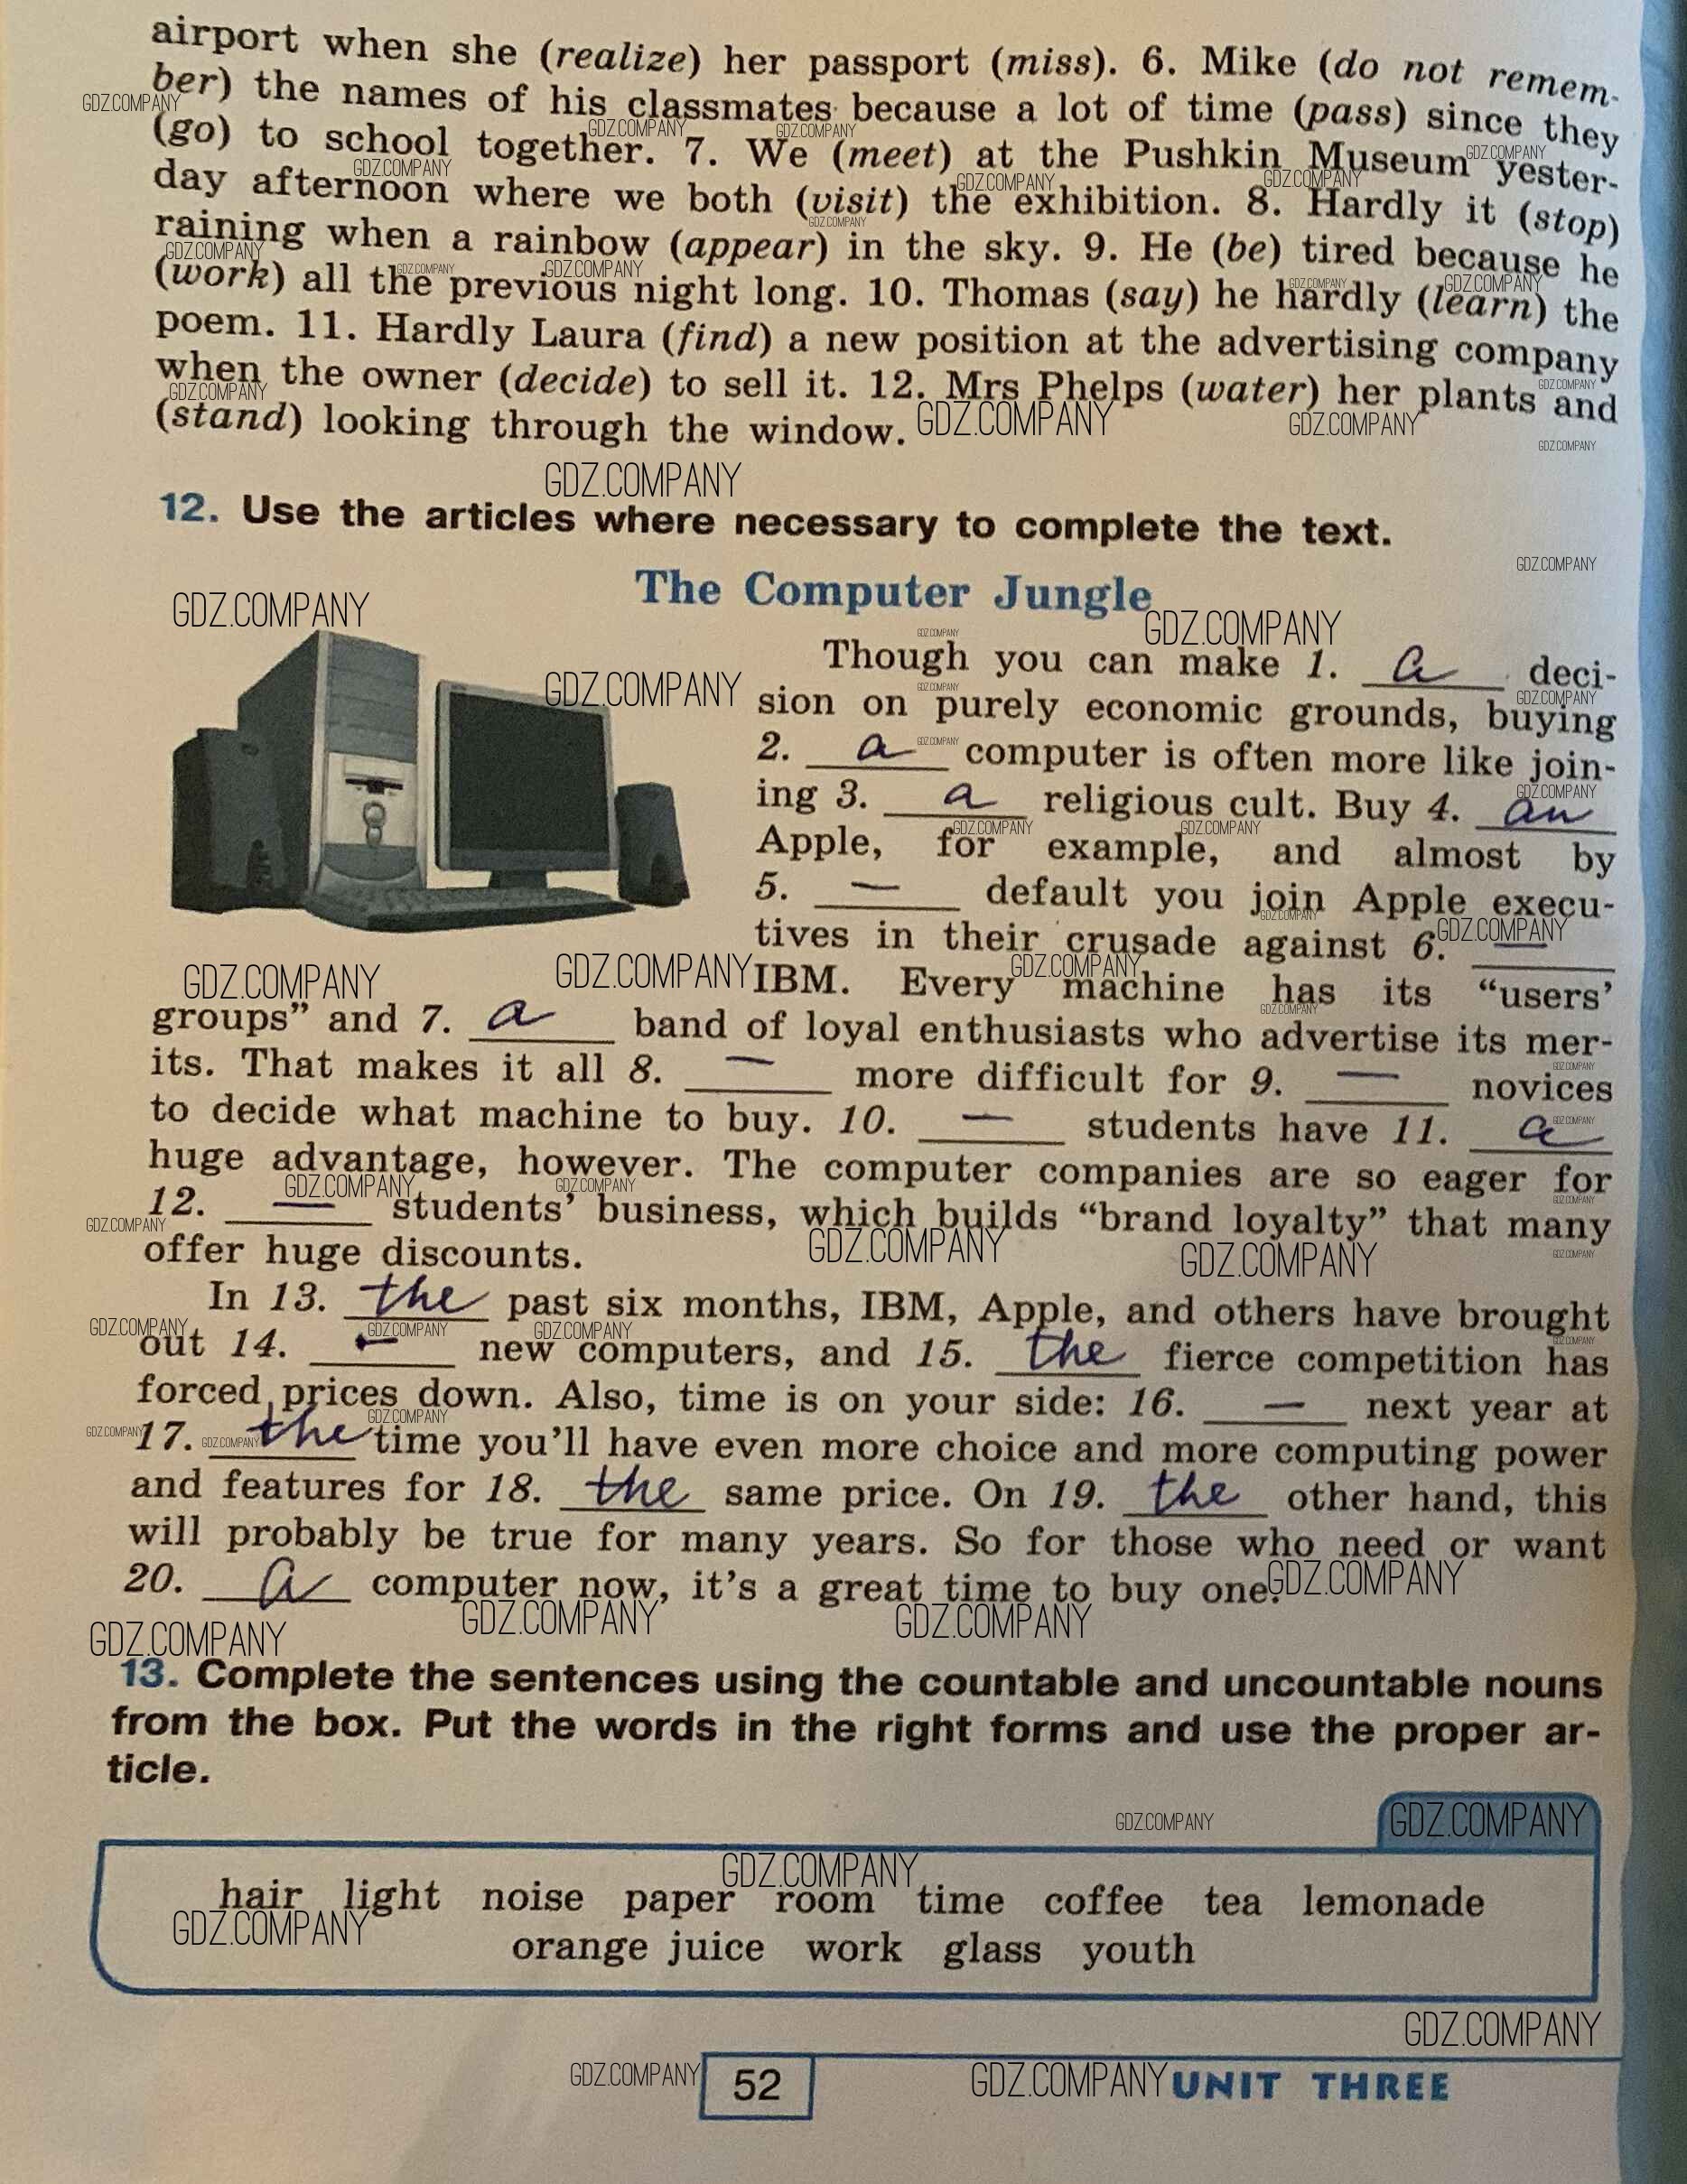 airport when she (realize) her passport (miss). 6. Mike (do not remem-
ber) the names of his classmates because a lot of time (pass) since they
(go) to school together. 7. We (meet) at the Pushkin Museum yester-
day afternoon where we both (visit) the exhibition. 8. Hardly it (stop)
raining when a rainbow (appear) in the sky. 9. He (be) tired because he
(work) all the previous night long. 10. Thomas (say) he hardly (learn) the
poem. 11. Hardly Laura (find) a new position at the advertising company
when the owner (decide) to sell it. 12. Mrs Phelps (water) her plants and
(stand) looking through the window.
GDZ.COMPANY
12. Use the articles where necessary to complete the text.
The Computer Jungle
Though you can make 1. a deci-
sion on purely economic grounds, buying
2. a computer is often more like join-
ing 3. a religious cult. Buy 4. an
Apple, for example, and almost by
5. — default you join Apple execu-
tives in their crusade against 6. —
IBM. Every machine has its “users’
groups” and 7. a band of loyal enthusiasts who advertise its mer-
its. That makes it all 8. — more difficult for 9. — novices
to decide what machine to buy. 10. — students have 11. a
huge advantage, however. The computer companies are so eager for
12. — students’ business, which builds “brand loyalty” that many
offer huge discounts.
In 13. the past six months, IBM, Apple, and others have brought
out 14. — new computers, and 15. the fierce competition has
forced prices down. Also, time is on your side: 16. — next year at
17. the time you’ll have even more choice and more computing power
and features for 18. the same price. On 19. the other hand, this
will probably be true for many years. So for those who need or want
20. a computer now, it’s a great time to buy one.
13. Complete the sentences using the countable and uncountable nouns
from the box. Put the words in the right forms and use the proper ar-
ticle.
hair light noise paper room time coffee tea lemonade
orange juice work glass youth
52
UNIT THREE